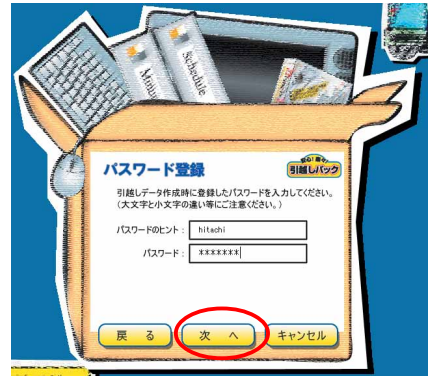 Schedule
パスワード登録
安心!簡単
引越しパック
引越しデータ作成時に登録したパスワードを入力してください。
(大文字と小文字の違い等にご注意ください。)
パスワードのヒント: hitachi
パスワード: *******
戻る 次へ キャンセル